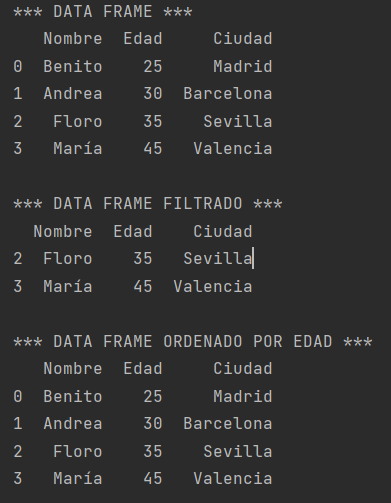 *** DATA FRAME ***
   Nombre  Edad     Ciudad
0  Benito    25     Madrid
1  Andrea    30  Barcelona
2   Floro    35    Sevilla
3   María    45   Valencia

*** DATA FRAME FILTRADO ***
  Nombre  Edad    Ciudad
2  Floro    35   Sevilla
3  María    45  Valencia

*** DATA FRAME ORDENADO POR EDAD ***
   Nombre  Edad     Ciudad
0  Benito    25     Madrid
1  Andrea    30  Barcelona
2   Floro    35    Sevilla
3   María    45   Valencia